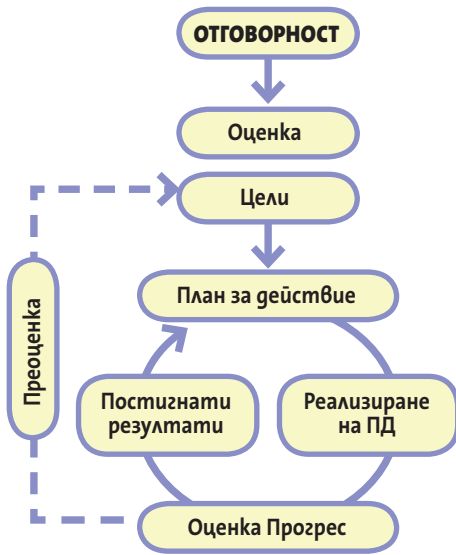 ОТГОВОРНОСТ
Оценка
Цели
План за действие
Преоценка
Постигнати
резултати
Реализиране
на ПД
Оценка Прогрес